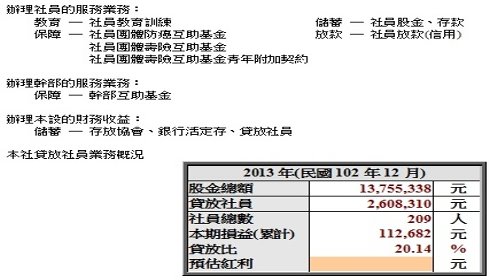 辦理社員的服務業務：
教育 — 社員教育訓練 儲蓄 — 社員股金、存款
保障 — 社員團體防癌互助基金 放款 — 社員放款(信用)
社員團體壽險互助基金
社員團體壽險互助基金青年附加契約
辦理幹部的服務業務：
保障 — 幹部互助基金
辦理本設的財務收益：
儲蓄 — 存放協會、銀行活定存、貸放社員
本社貸放社員業務概況
2013 年(民國 102 年 12 月)
股金總額 13,755,338 元
貸放社員 2,608,310 元
社員總數 209 人
本期損益(累計) 112,682 元
貸放比 20.14 %
預估紅利 元